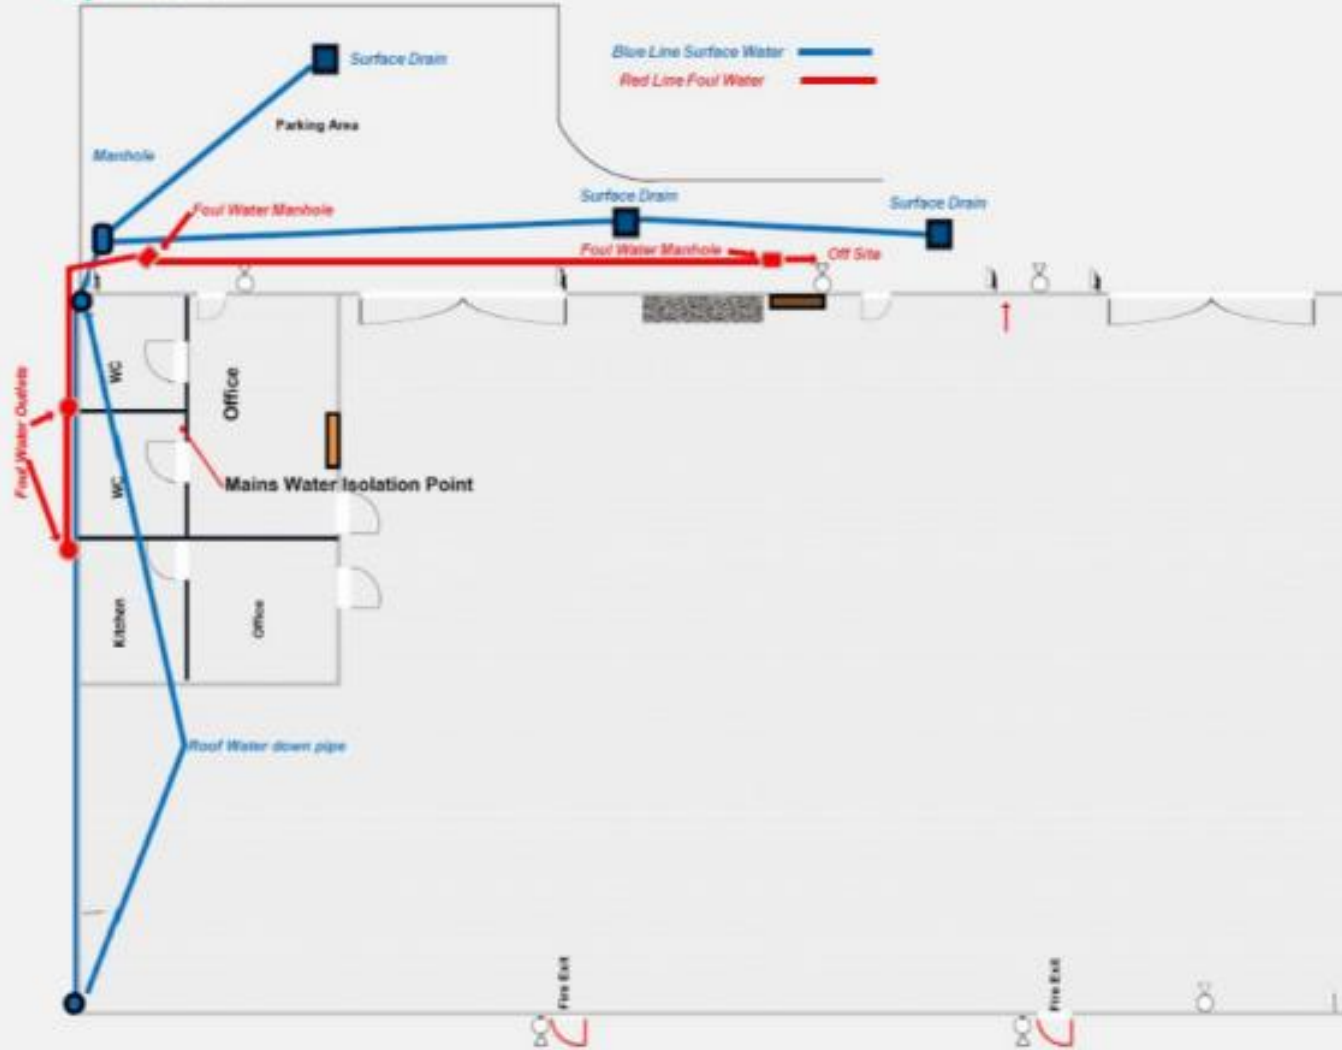 Surface Drain
Blue Line Surface Water
Red Line Foul Water
Parking Area
Manhole
Surface Drain
Surface Drain
Foul Water Manhole
Foul Water Manhole
Off Site
WC
Office
Foul Water Outlets
WC
Mains Water Isolation Point
Kitchen
Office
Roof Water down pipe
Fire Exit
Fire Exit